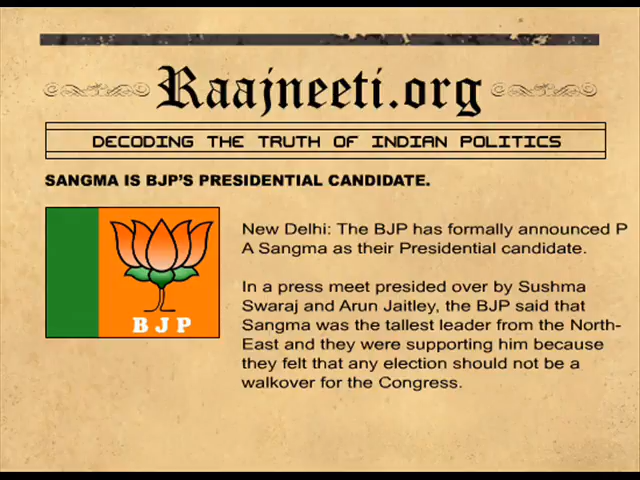 Raajneeti.org
DECODING THE TRUTH OF INDIAN POLITICS
SANGMA IS BJP'S PRESIDENTIAL CANDIDATE.
BJP
New Delhi: The BJP has formally announced P
A Sangma as their Presidential candidate.
In a press meet presided over by Sushma
Swaraj and Arun Jaitley, the BJP said that
Sangma was the tallest leader from the North-
East and they were supporting him because
they felt that any election should not be a
walkover for the Congress.